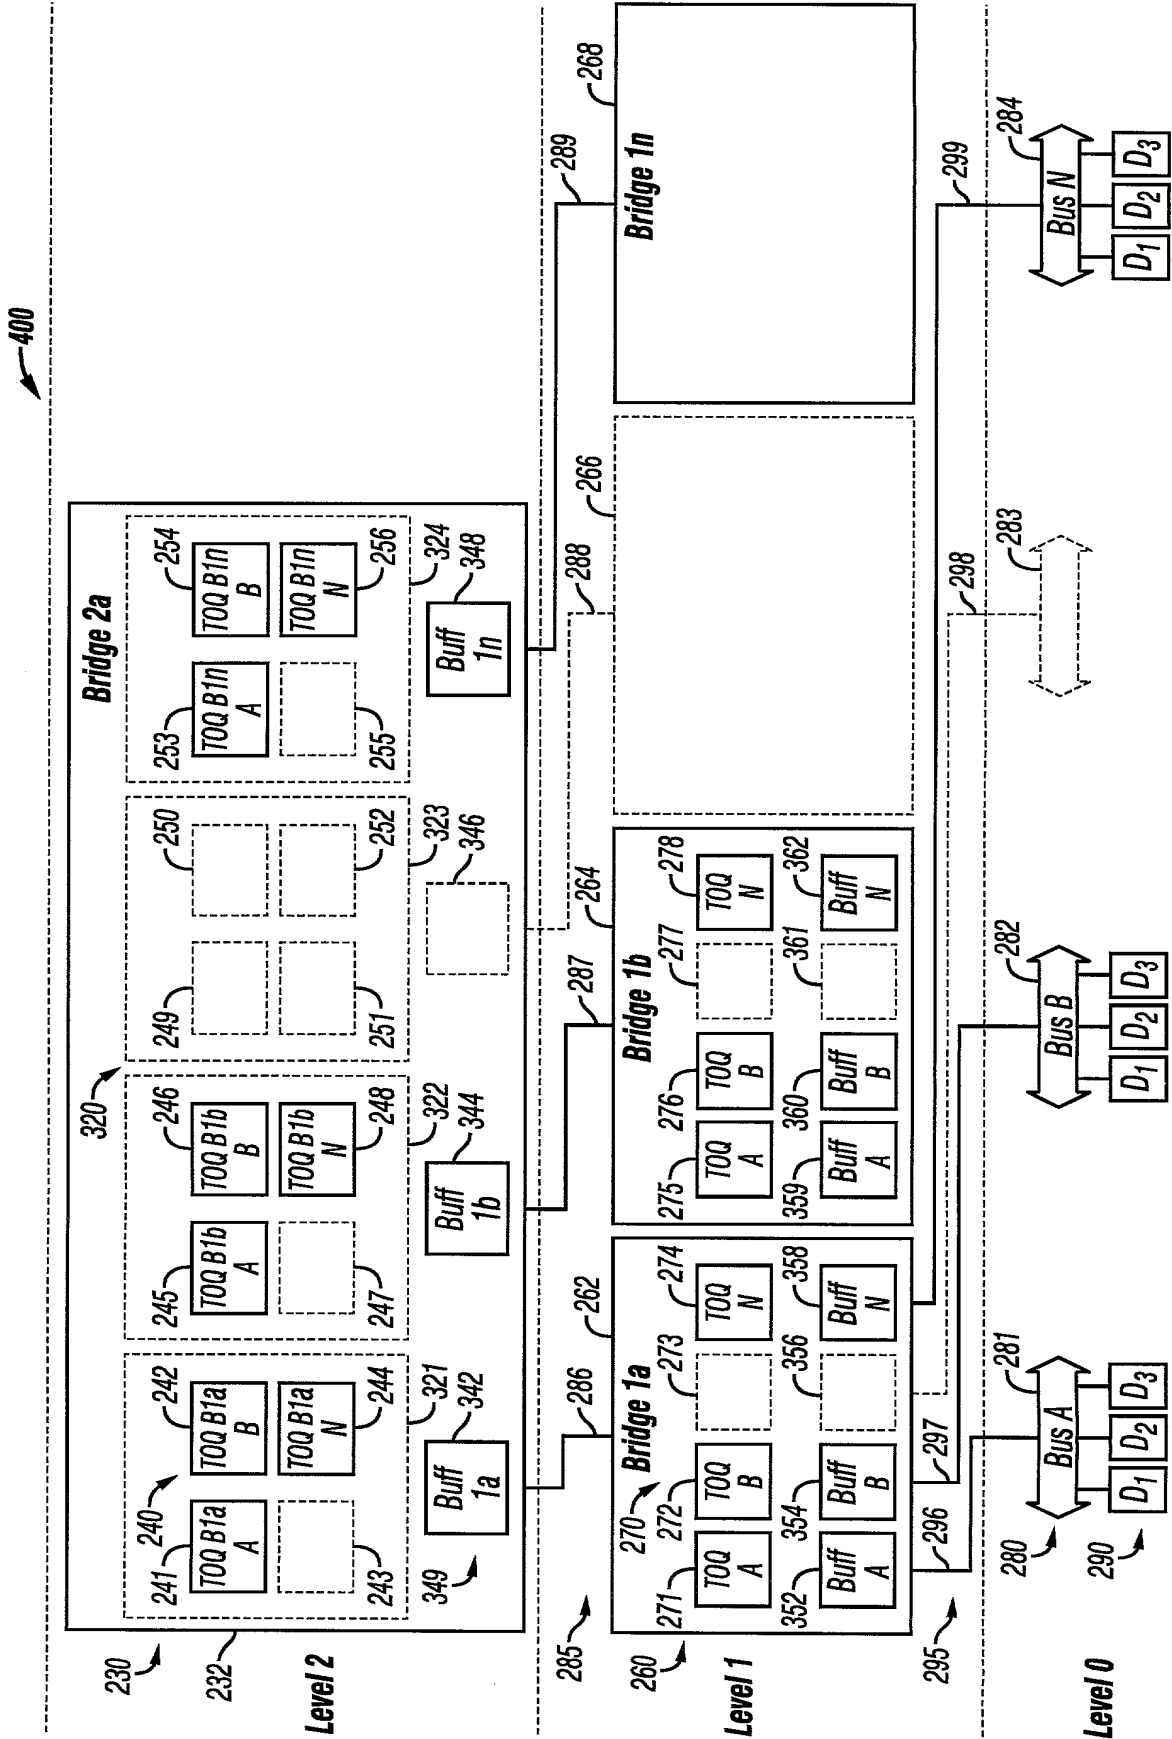 400
Bridge 2a
230
232
Level 2
320
240
241
TOQ B1a
A
242
TOQ B1a
B
243
TOQ B1a
N
244
321
245
TOQ B1b
A
246
TOQ B1b
B
247
TOQ B1b
N
248
322
249
250
251
252
323
253
TOQ B1n
A
254
TOQ B1n
B
255
TOQ B1n
N
256
324
349
Buff
1a
342
Buff
1b
344
346
Buff
1n
348
285
286
287
288
289
260
Level 1
Bridge 1a
262
270
271
TOQ
A
272
TOQ
B
273
TOQ
N
274
352
Buff
A
354
Buff
B
356
Buff
N
358
Bridge 1b
264
275
TOQ
A
276
TOQ
B
277
TOQ
N
278
359
Buff
A
360
Buff
B
361
Buff
N
362
266
Bridge 1n
268
295
296
297
298
299
Level 0
280
290
Bus A
281
D1
D2
D3
Bus B
282
D1
D2
D3
283
Bus N
284
D1
D2
D3